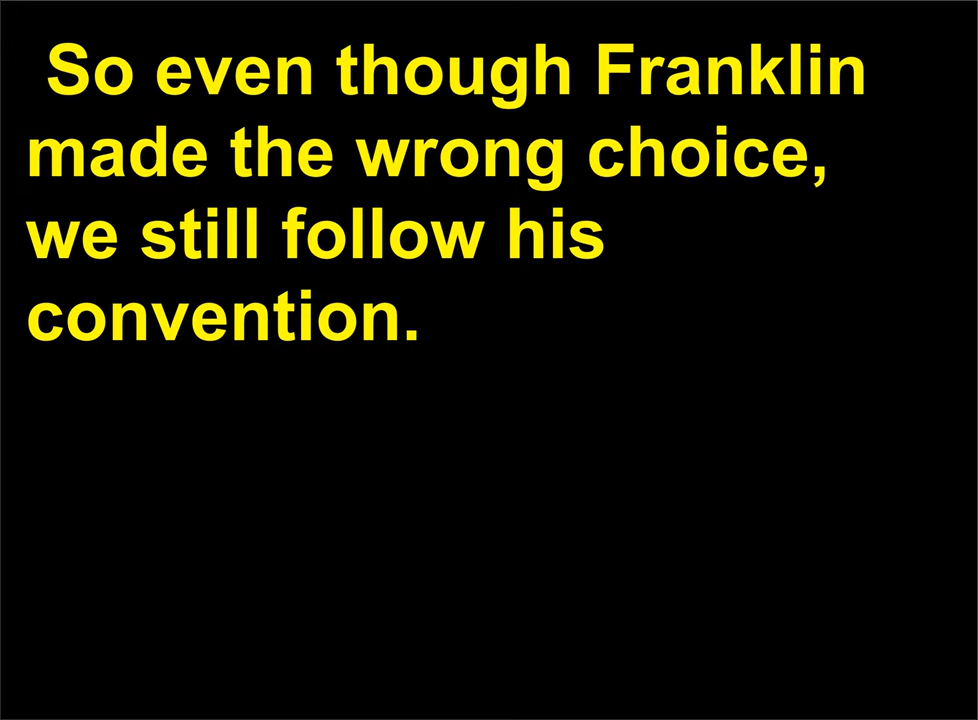 So even though Franklin
made the wrong choice,
we still follow his
convention.